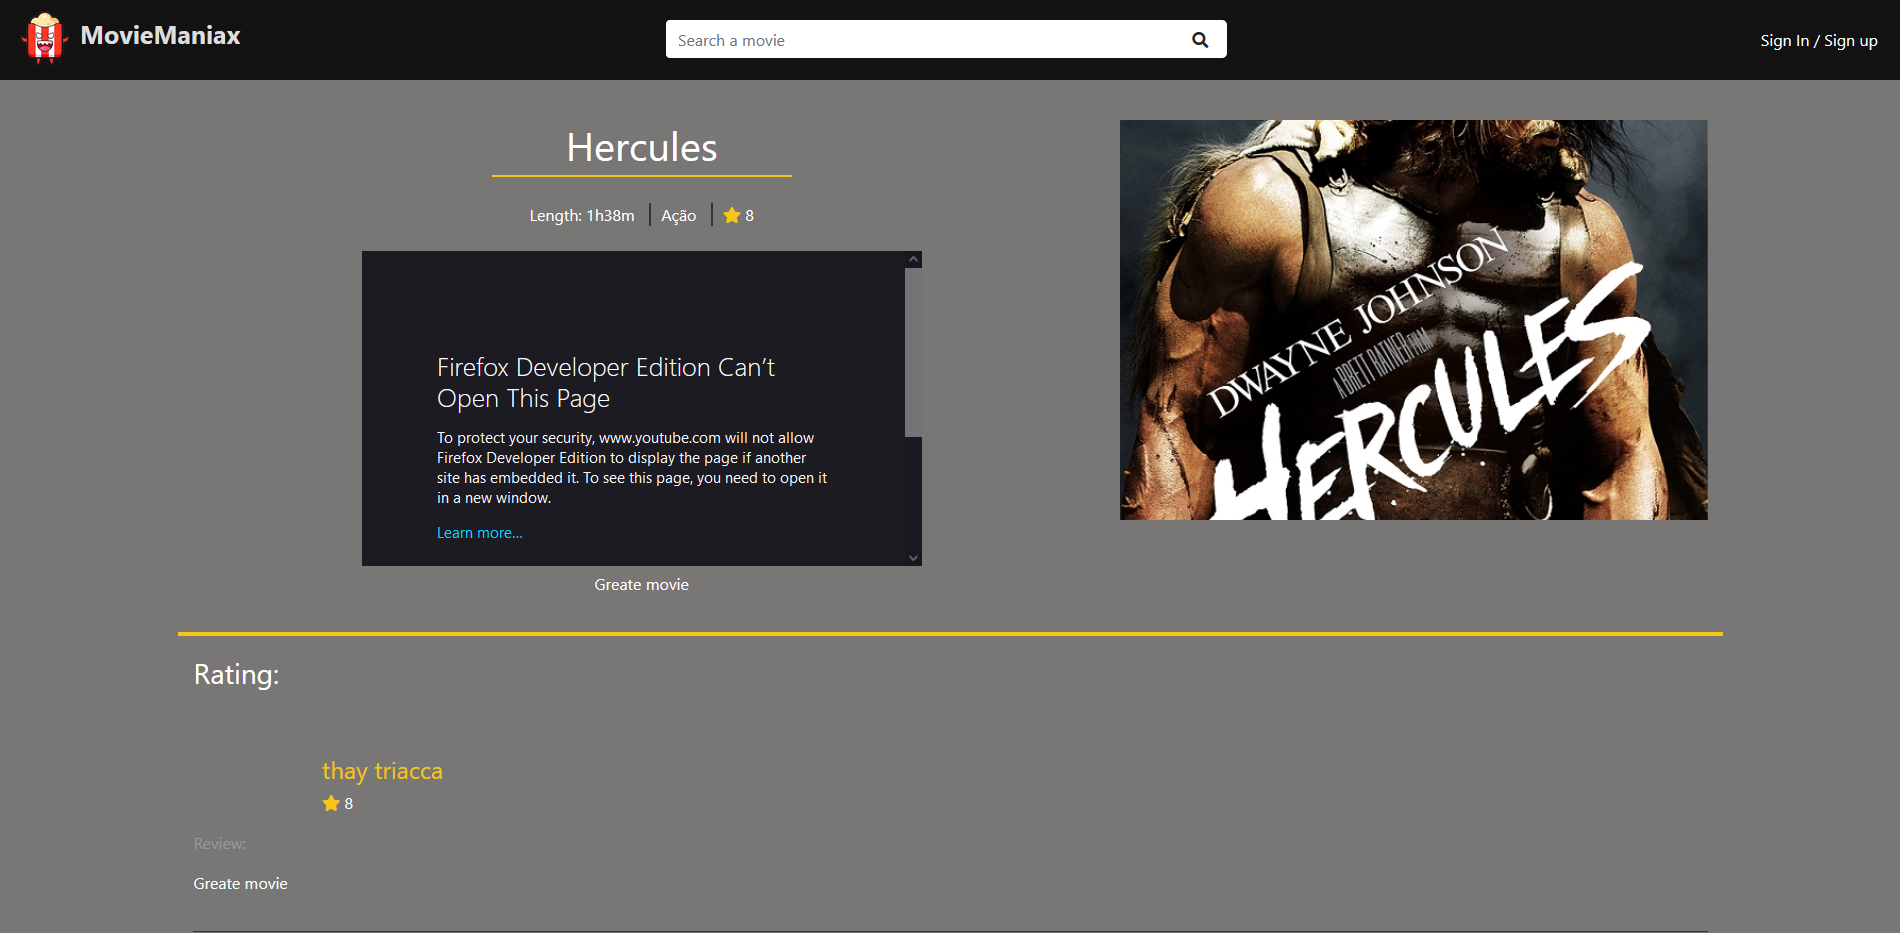 MovieManiax
Search a movie
Sign In / Sign up
Hercules
Length: 1h38m
Ação
8
Firefox Developer Edition Can’t
Open This Page
To protect your security, www.youtube.com will not allow
Firefox Developer Edition to display the page if another
site has embedded it. To see this page, you need to open it
in a new window.
Learn more...
Greate movie
DWAYNE JOHNSON
A BRETT RATNER FILM
HERCULES
Rating:
thay triacca
8
Review:
Greate movie